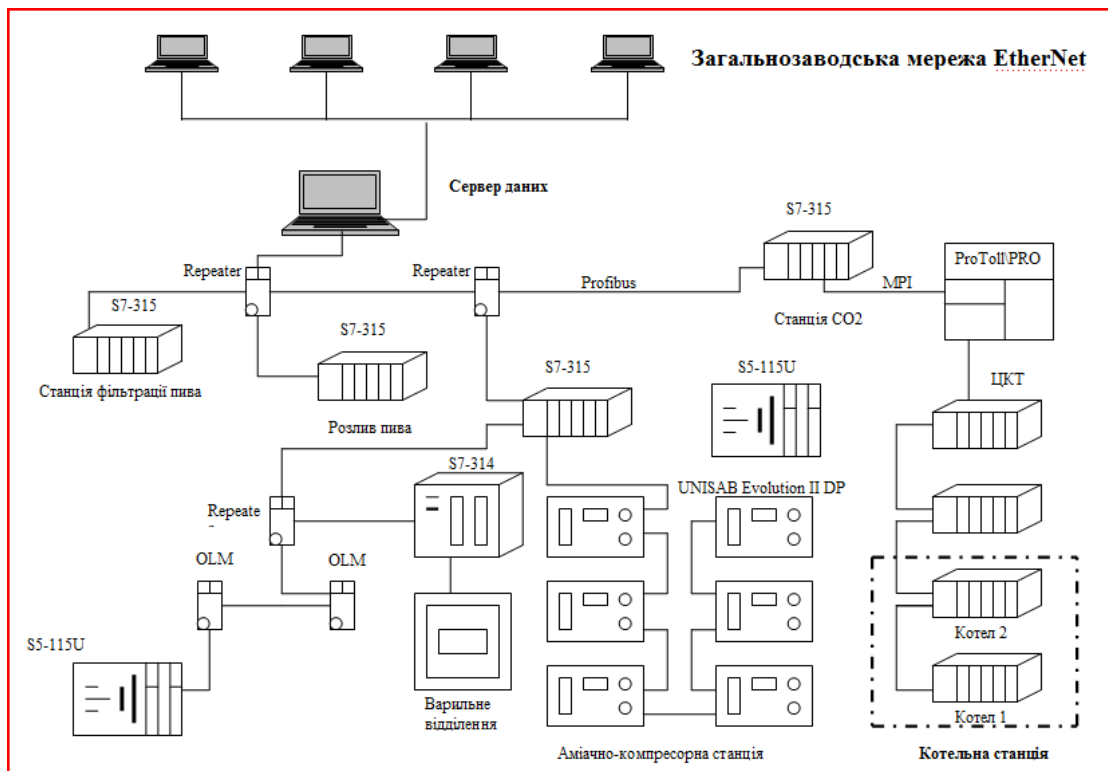 Загальнозаводська мережа EtherNet
Сервер даних
S7-315
Repeater
Repeater
ProToll\PRO
Profibus
MPI
S7-315
Станція CO2
S7-315
S7-315
S5-115U
ЦКТ
Станція фільтрації пива
Розлив пива
S7-314
UNISAB Evolution II DP
Repeate
OLM
OLM
Котел 2
S5-115U
Варильне
відділення
Котел 1
Аміачно-компресорна станція
Котельна станція